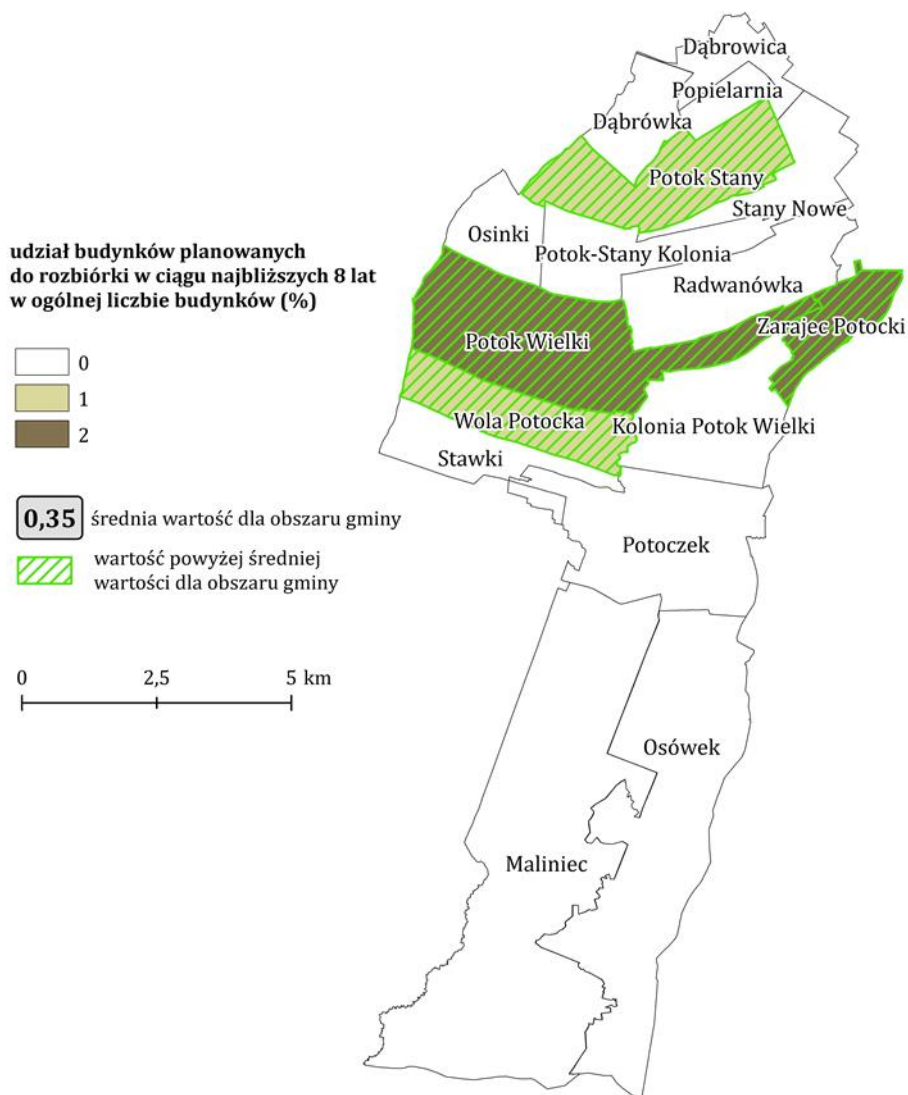 Dąbrowica
Popielarnia
Dąbrówka
Potok Stany
Stany Nowe
Osinki
Potok-Stany Kolonia
Radwanówka
Zarajec Potocki
Potok Wielki
Wola Potocka
Kolonia Potok Wielki
Stawki
Potoczek
Osówek
Maliniec
udział budynków planowanych
do rozbiórki w ciągu najbliższych 8 lat
w ogólnej liczbie budynków (%)
0
1
2
0,35 średnia wartość dla obszaru gminy
wartość powyżej średniej
wartości dla obszaru gminy
0 2,5 5 km